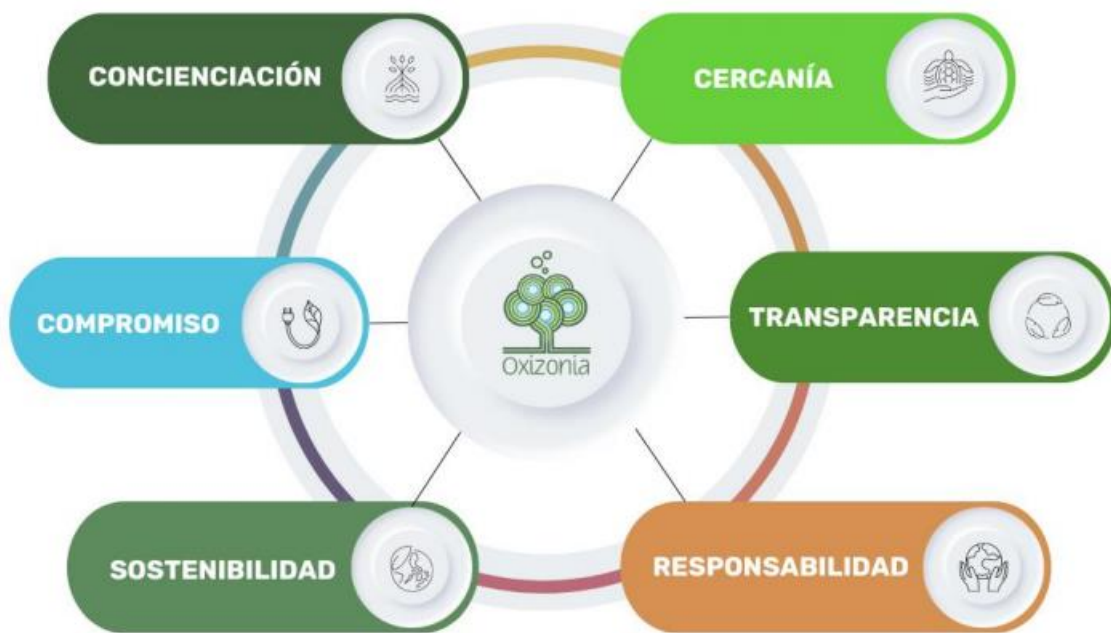 CONCIENCIACIÓN
CERCANÍA
COMPROMISO
Oxizonia
TRANSPARENCIA
SOSTENIBILIDAD
RESPONSABILIDAD